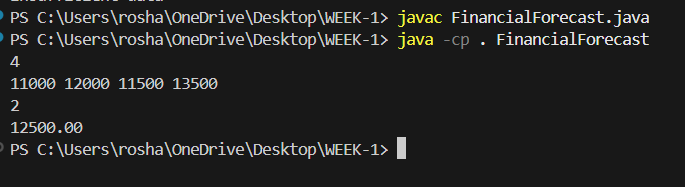 PS C:\Users\rosha\OneDrive\Desktop\WEEK-1> javac FinancialForecast.java
PS C:\Users\rosha\OneDrive\Desktop\WEEK-1> java -cp . FinancialForecast
4
11000 12000 11500 13500
2
12500.00
PS C:\Users\rosha\OneDrive\Desktop\WEEK-1>